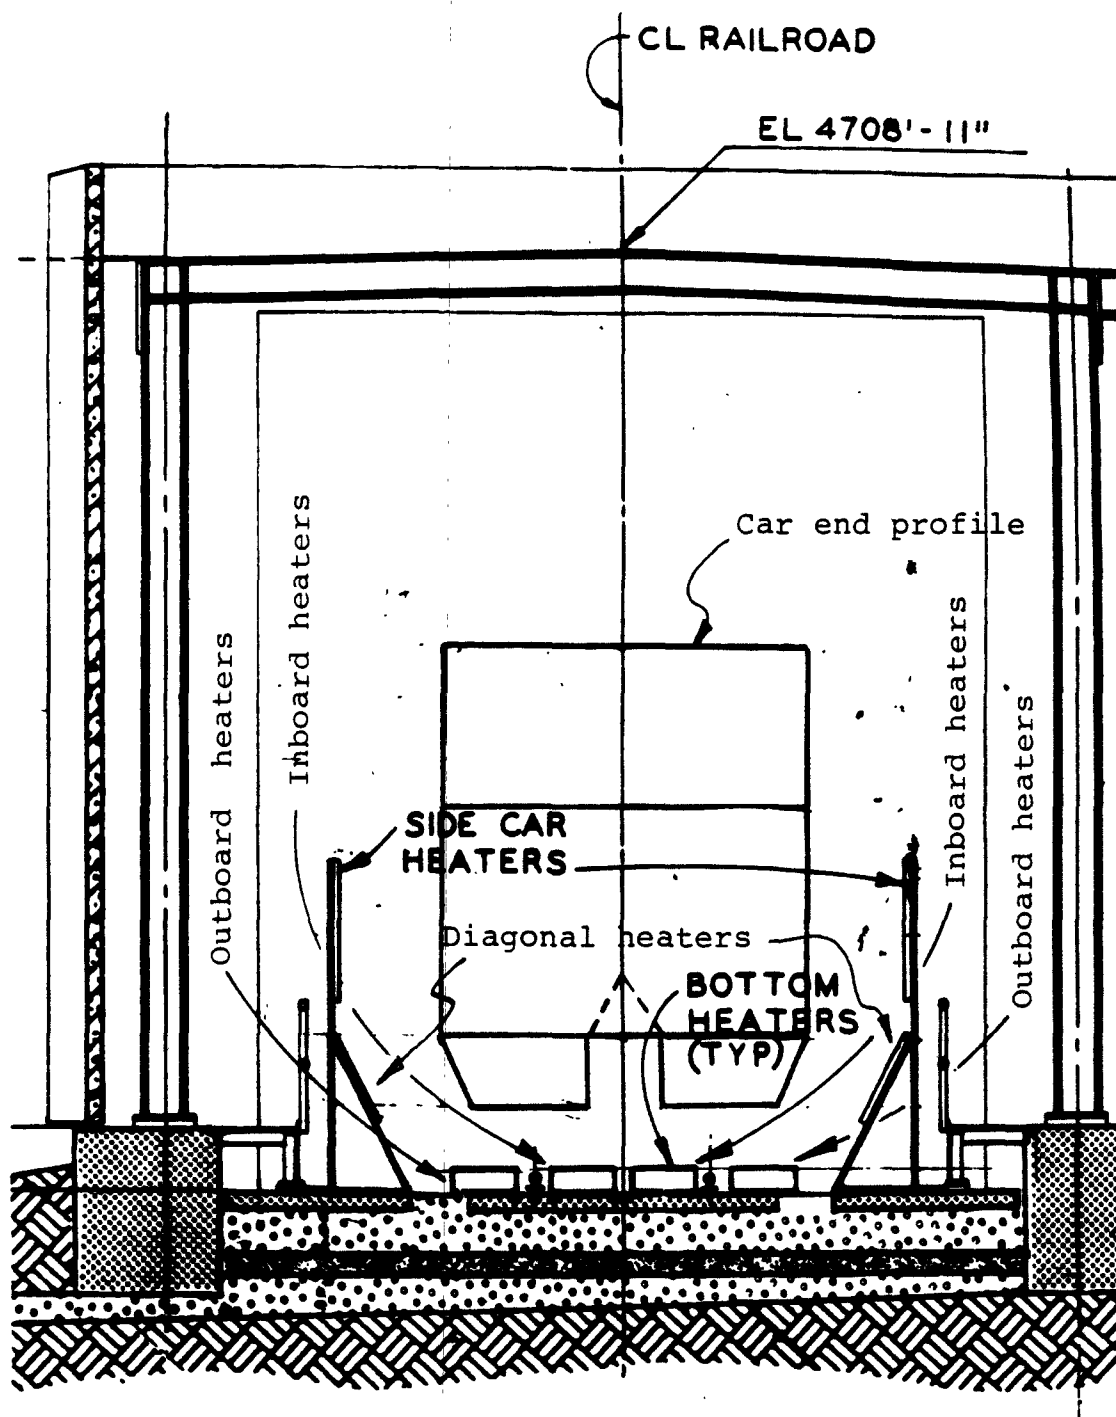 CL RAILROAD
EL 4708'-11"
Car end profile
Inboard heaters
Outboard heaters
Inboard heaters
Outboard heaters
SIDE CAR
HEATERS
Diagonal heaters
BOTTOM
HEATERS
(TYP)